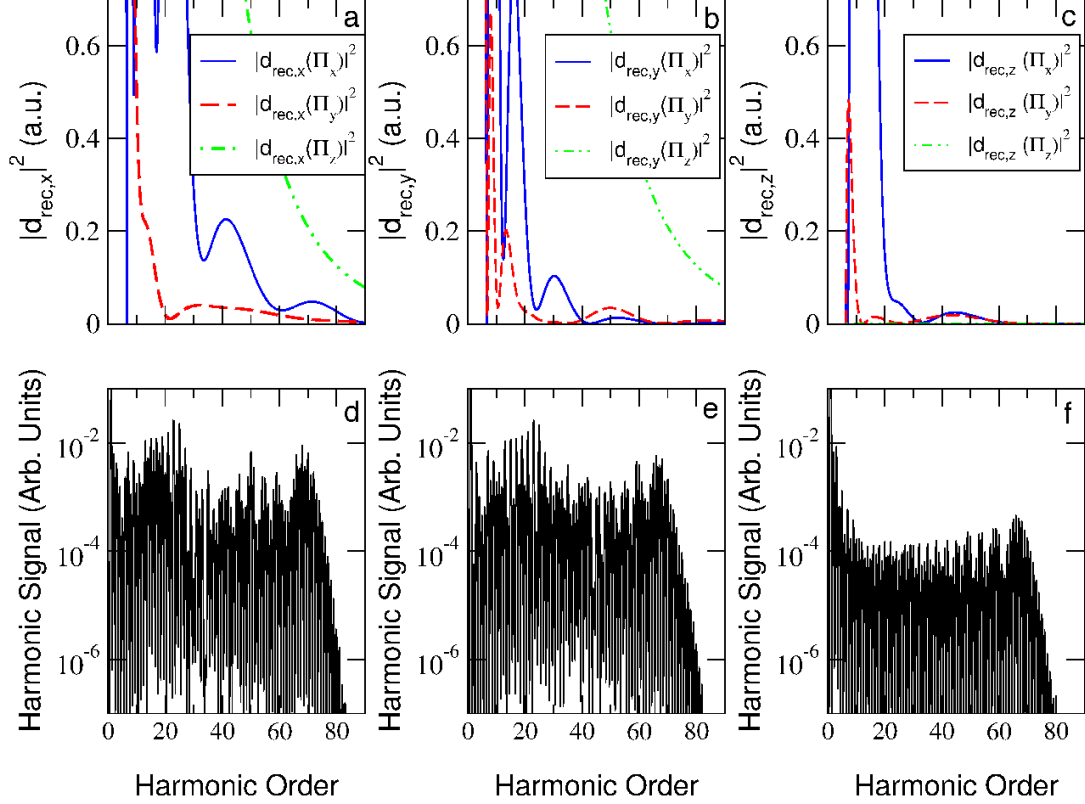 a
b
c
|d_rec,x(Π_x)|^2
|d_rec,x(Π_y)|^2
|d_rec,x(Π_z)|^2
|d_rec,y(Π_x)|^2
|d_rec,y(Π_y)|^2
|d_rec,y(Π_z)|^2
|d_rec,z (Π_x)|^2
|d_rec,z (Π_y)|^2
|d_rec,z (Π_z)|^2
|d_rec,x|^2 (a.u.)
0.6
0.4
0.2
0
|d_rec,y|^2 (a.u.)
0.6
0.4
0.2
0
|d_rec,z|^2 (a.u.)
0.6
0.4
0.2
0
d
e
f
Harmonic Signal (Arb. Units)
10^-2
10^-4
10^-6
Harmonic Signal (Arb. Units)
10^-2
10^-4
10^-6
Harmonic Signal (Arb. Units)
10^-2
10^-4
10^-6
0 20 40 60 80
0 20 40 60 80
0 20 40 60 80
Harmonic Order
Harmonic Order
Harmonic Order